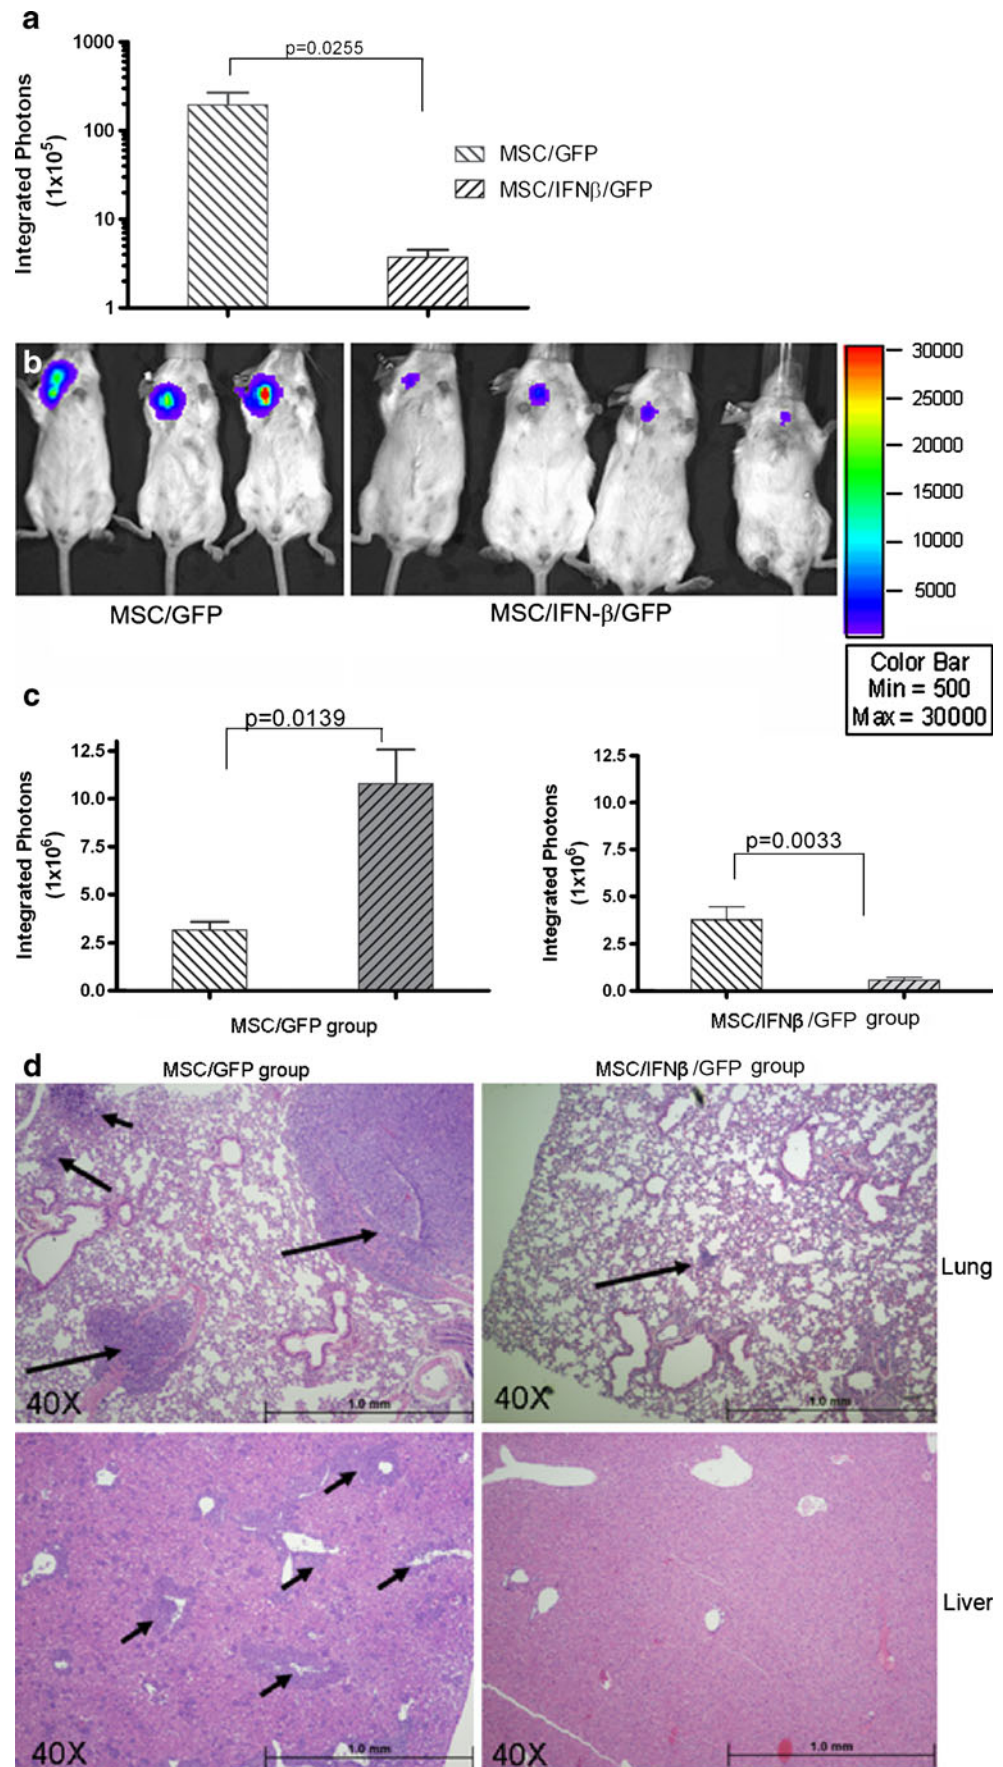 a
1000
100
10
1
Integrated Photons
(1x10⁵)
p=0.0255
MSC/GFP
MSC/IFNβ/GFP
b
MSC/GFP
MSC/IFN-β/GFP
30000
25000
20000
15000
10000
5000
Color Bar
Min = 500
Max = 30000
c
p=0.0139
12.5
10.0
7.5
5.0
2.5
0.0
Integrated Photons
(1x10⁶)
MSC/GFP group
p=0.0033
12.5
10.0
7.5
5.0
2.5
0.0
Integrated Photons
(1x10⁶)
MSC/IFNβ /GFP group
d
MSC/GFP group
MSC/IFNβ /GFP group
40X
1.0 mm
40X
1.0 mm
Lung
40X
1.0 mm
40X
1.0 mm
Liver